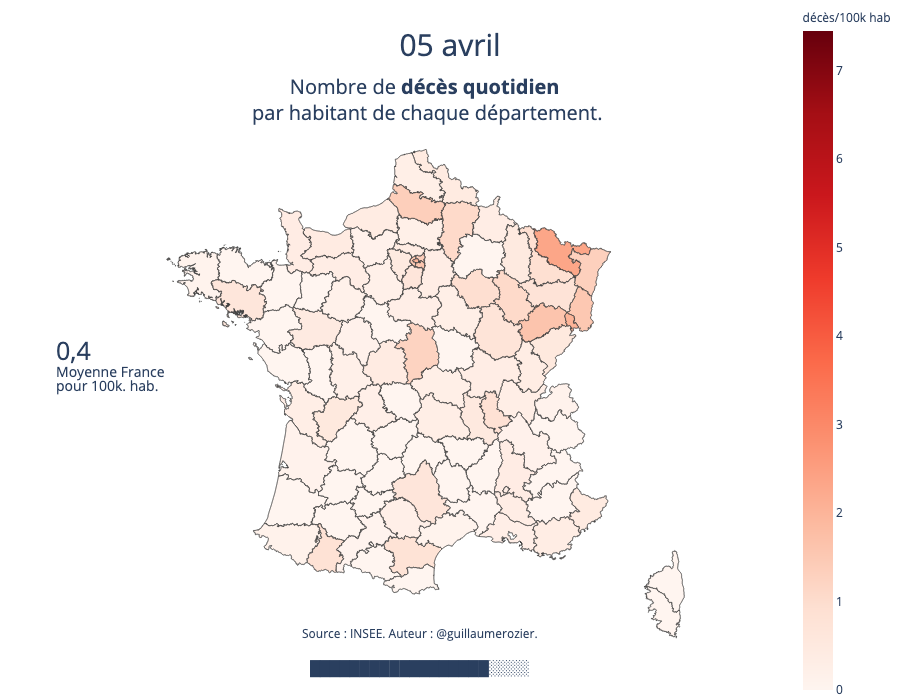 décès/100k hab
05 avril
Nombre de décès quotidien
par habitant de chaque département.
7
6
5
4
3
2
1
0
0,4
Moyenne France
pour 100k. hab.
Source : INSEE. Auteur : @guillaumerozier.